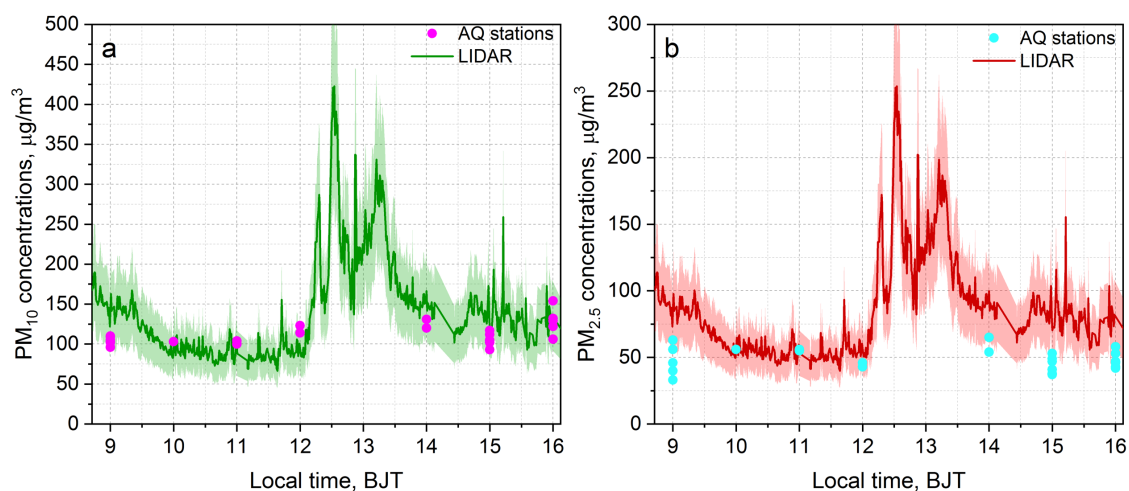 a
AQ stations
LIDAR
PM10 concentrations, μg/m³
500
450
400
350
300
250
200
150
100
50
0
9 10 11 12 13 14 15 16
Local time, BJT
b
AQ stations
LIDAR
PM2.5 concentrations, μg/m³
300
250
200
150
100
50
0
9 10 11 12 13 14 15 16
Local time, BJT